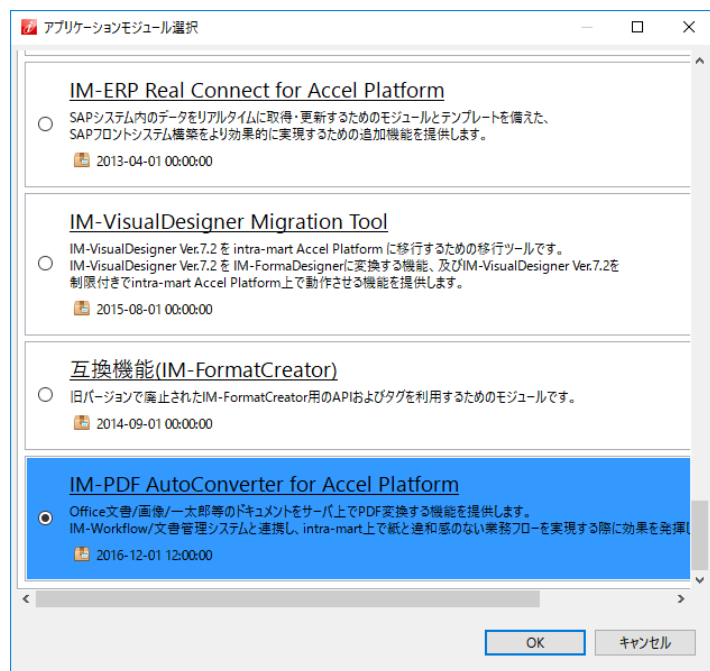 アプリケーションモジュール選択
IM-ERP Real Connect for Accel Platform
SAPシステム内のデータをリアルタイムに取得・更新するためのモジュールとテンプレートを備えた、
SAPフロントシステム構築をより効果的に実現するための追加機能を提供します。
2013-04-01 00:00:00
IM-VisualDesigner Migration Tool
IM-VisualDesigner Ver.7.2 を intra-mart Accel Platform に移行するための移行ツールです。
IM-VisualDesigner Ver.7.2 を IM-FormaDesignerに変換する機能、及びIM-VisualDesigner Ver.7.2を
制限付きでintra-mart Accel Platform上で動作させる機能を提供します。
2015-08-01 00:00:00
互換機能(IM-FormatCreator)
旧バージョンで廃止されたIM-FormatCreator用のAPIおよびタグを利用するためのモジュールです。
2014-09-01 00:00:00
IM-PDF AutoConverter for Accel Platform
Office文書/画像/一太郎等のドキュメントをサーバ上でPDF変換する機能を提供します。
IM-Workflow/文書管理システムと連携し、intra-mart上で紙と違和感のない業務フローを実現する際に効果を発揮し
2016-12-01 12:00:00
OK
キャンセル